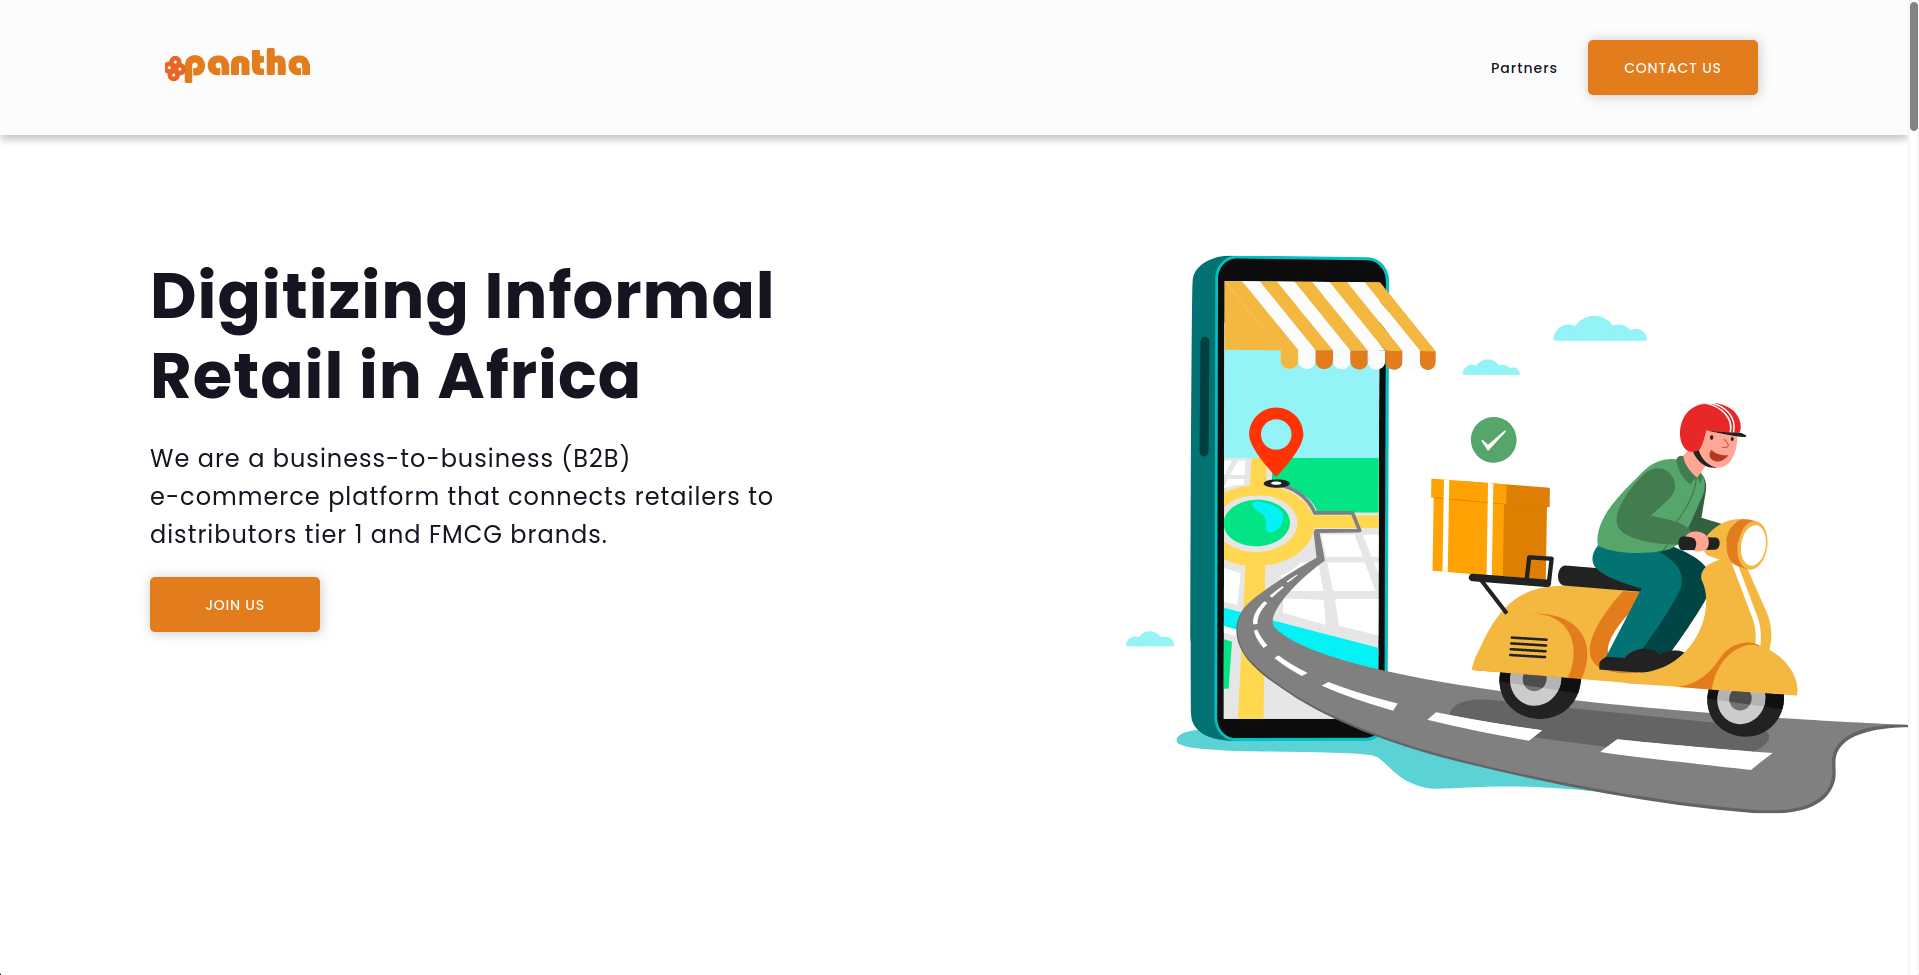 pantha
Partners
CONTACT US
Digitizing Informal
Retail in Africa
We are a business-to-business (B2B)
e-commerce platform that connects retailers to
distributors tier 1 and FMCG brands.
JOIN US